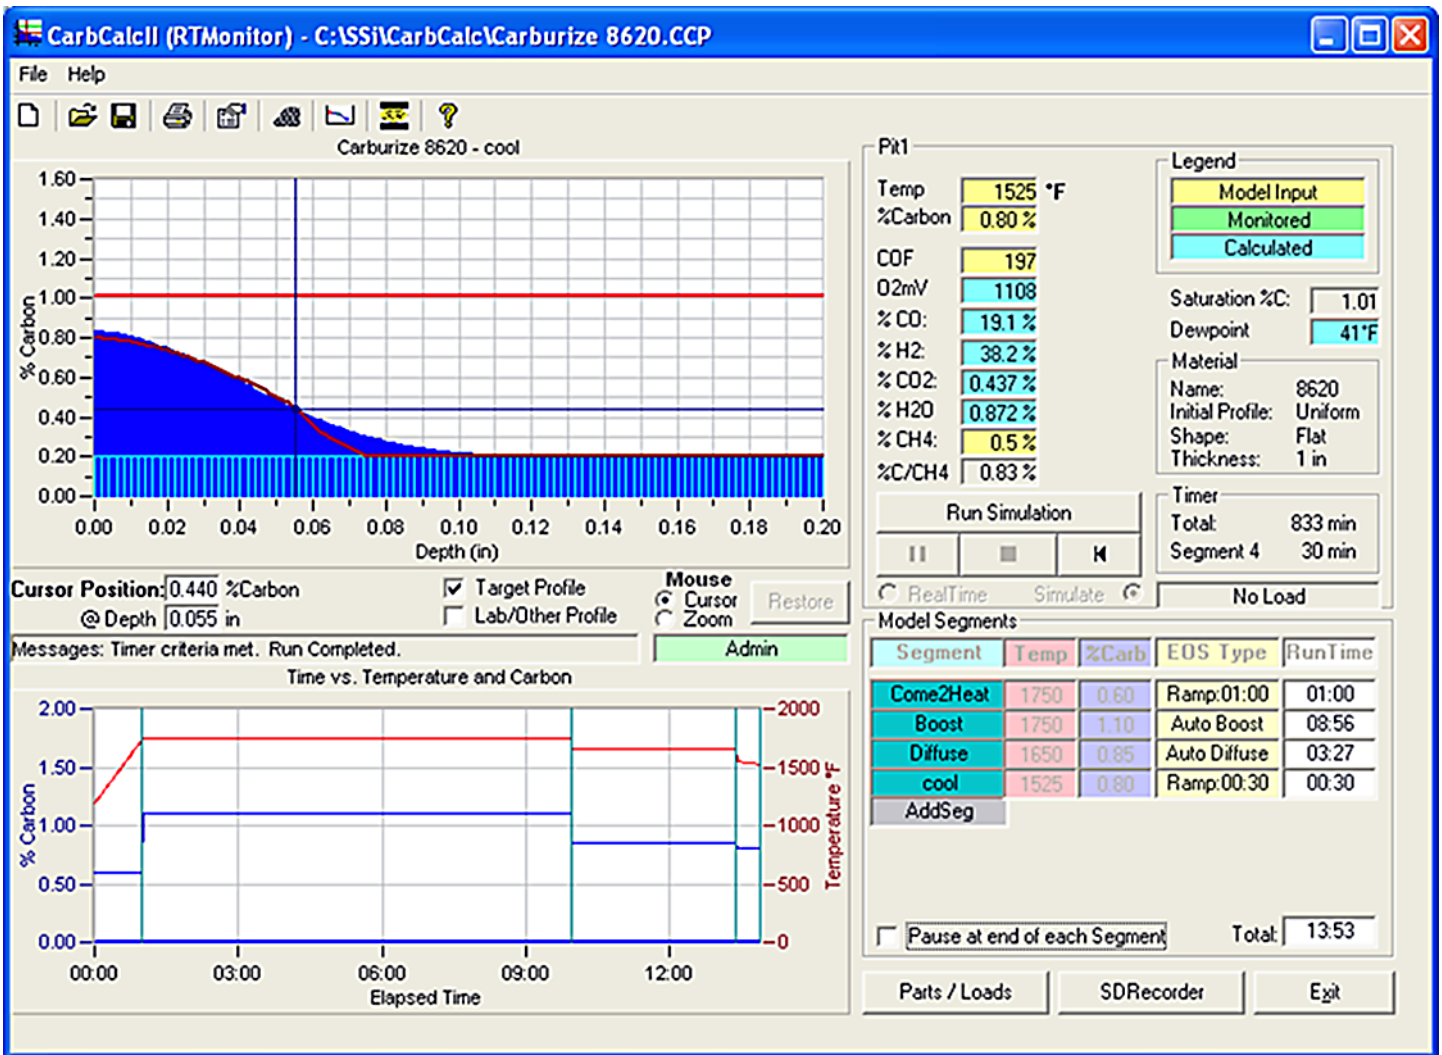 CarbCalcII (RTMonitor) - C:\SSi\CarbCalc\Carburize 8620.CCP
File Help
Carburize 8620 - cool
1.60
1.40
1.20
1.00
0.80
0.60
0.40
0.20
0.00
% Carbon
0.00 0.02 0.04 0.06 0.08 0.10 0.12 0.14 0.16 0.18 0.20
Depth (in)
Cursor Position: 0.440 %Carbon
@ Depth 0.055 in
Target Profile
Lab/Other Profile
Mouse
Cursor
Zoom
Restore
Messages: Timer criteria met. Run Completed.
Admin
Time vs. Temperature and Carbon
2.00
1.50
1.00
0.50
0.00
% Carbon
2000
1500
1000
500
0
Temperature °F
00:00 03:00 06:00 09:00 12:00
Elapsed Time
Pit1
Temp 1525 °F
%Carbon 0.80 %
COF 197
O2mV 1108
% CO: 19.1 %
% H2: 38.2 %
% CO2: 0.437 %
% H2O 0.872 %
% CH4: 0.5 %
%C/CH4 0.83 %
Run Simulation
RealTime Simulate
Legend
Model Input
Monitored
Calculated
Saturation %C: 1.01
Dewpoint 41°F
Material
Name: 8620
Initial Profile: Uniform
Shape: Flat
Thickness: 1 in
Timer
Total: 833 min
Segment 4 30 min
No Load
Model Segments
Segment Temp %Carb EOS Type RunTime
Come2Heat 1750 0.60 Ramp:01:00 01:00
Boost 1750 1.10 Auto Boost 08:56
Diffuse 1650 0.85 Auto Diffuse 03:27
cool 1525 0.80 Ramp:00:30 00:30
AddSeg
Pause at end of each Segment
Total: 13:53
Parts / Loads
SDRecorder
Exit